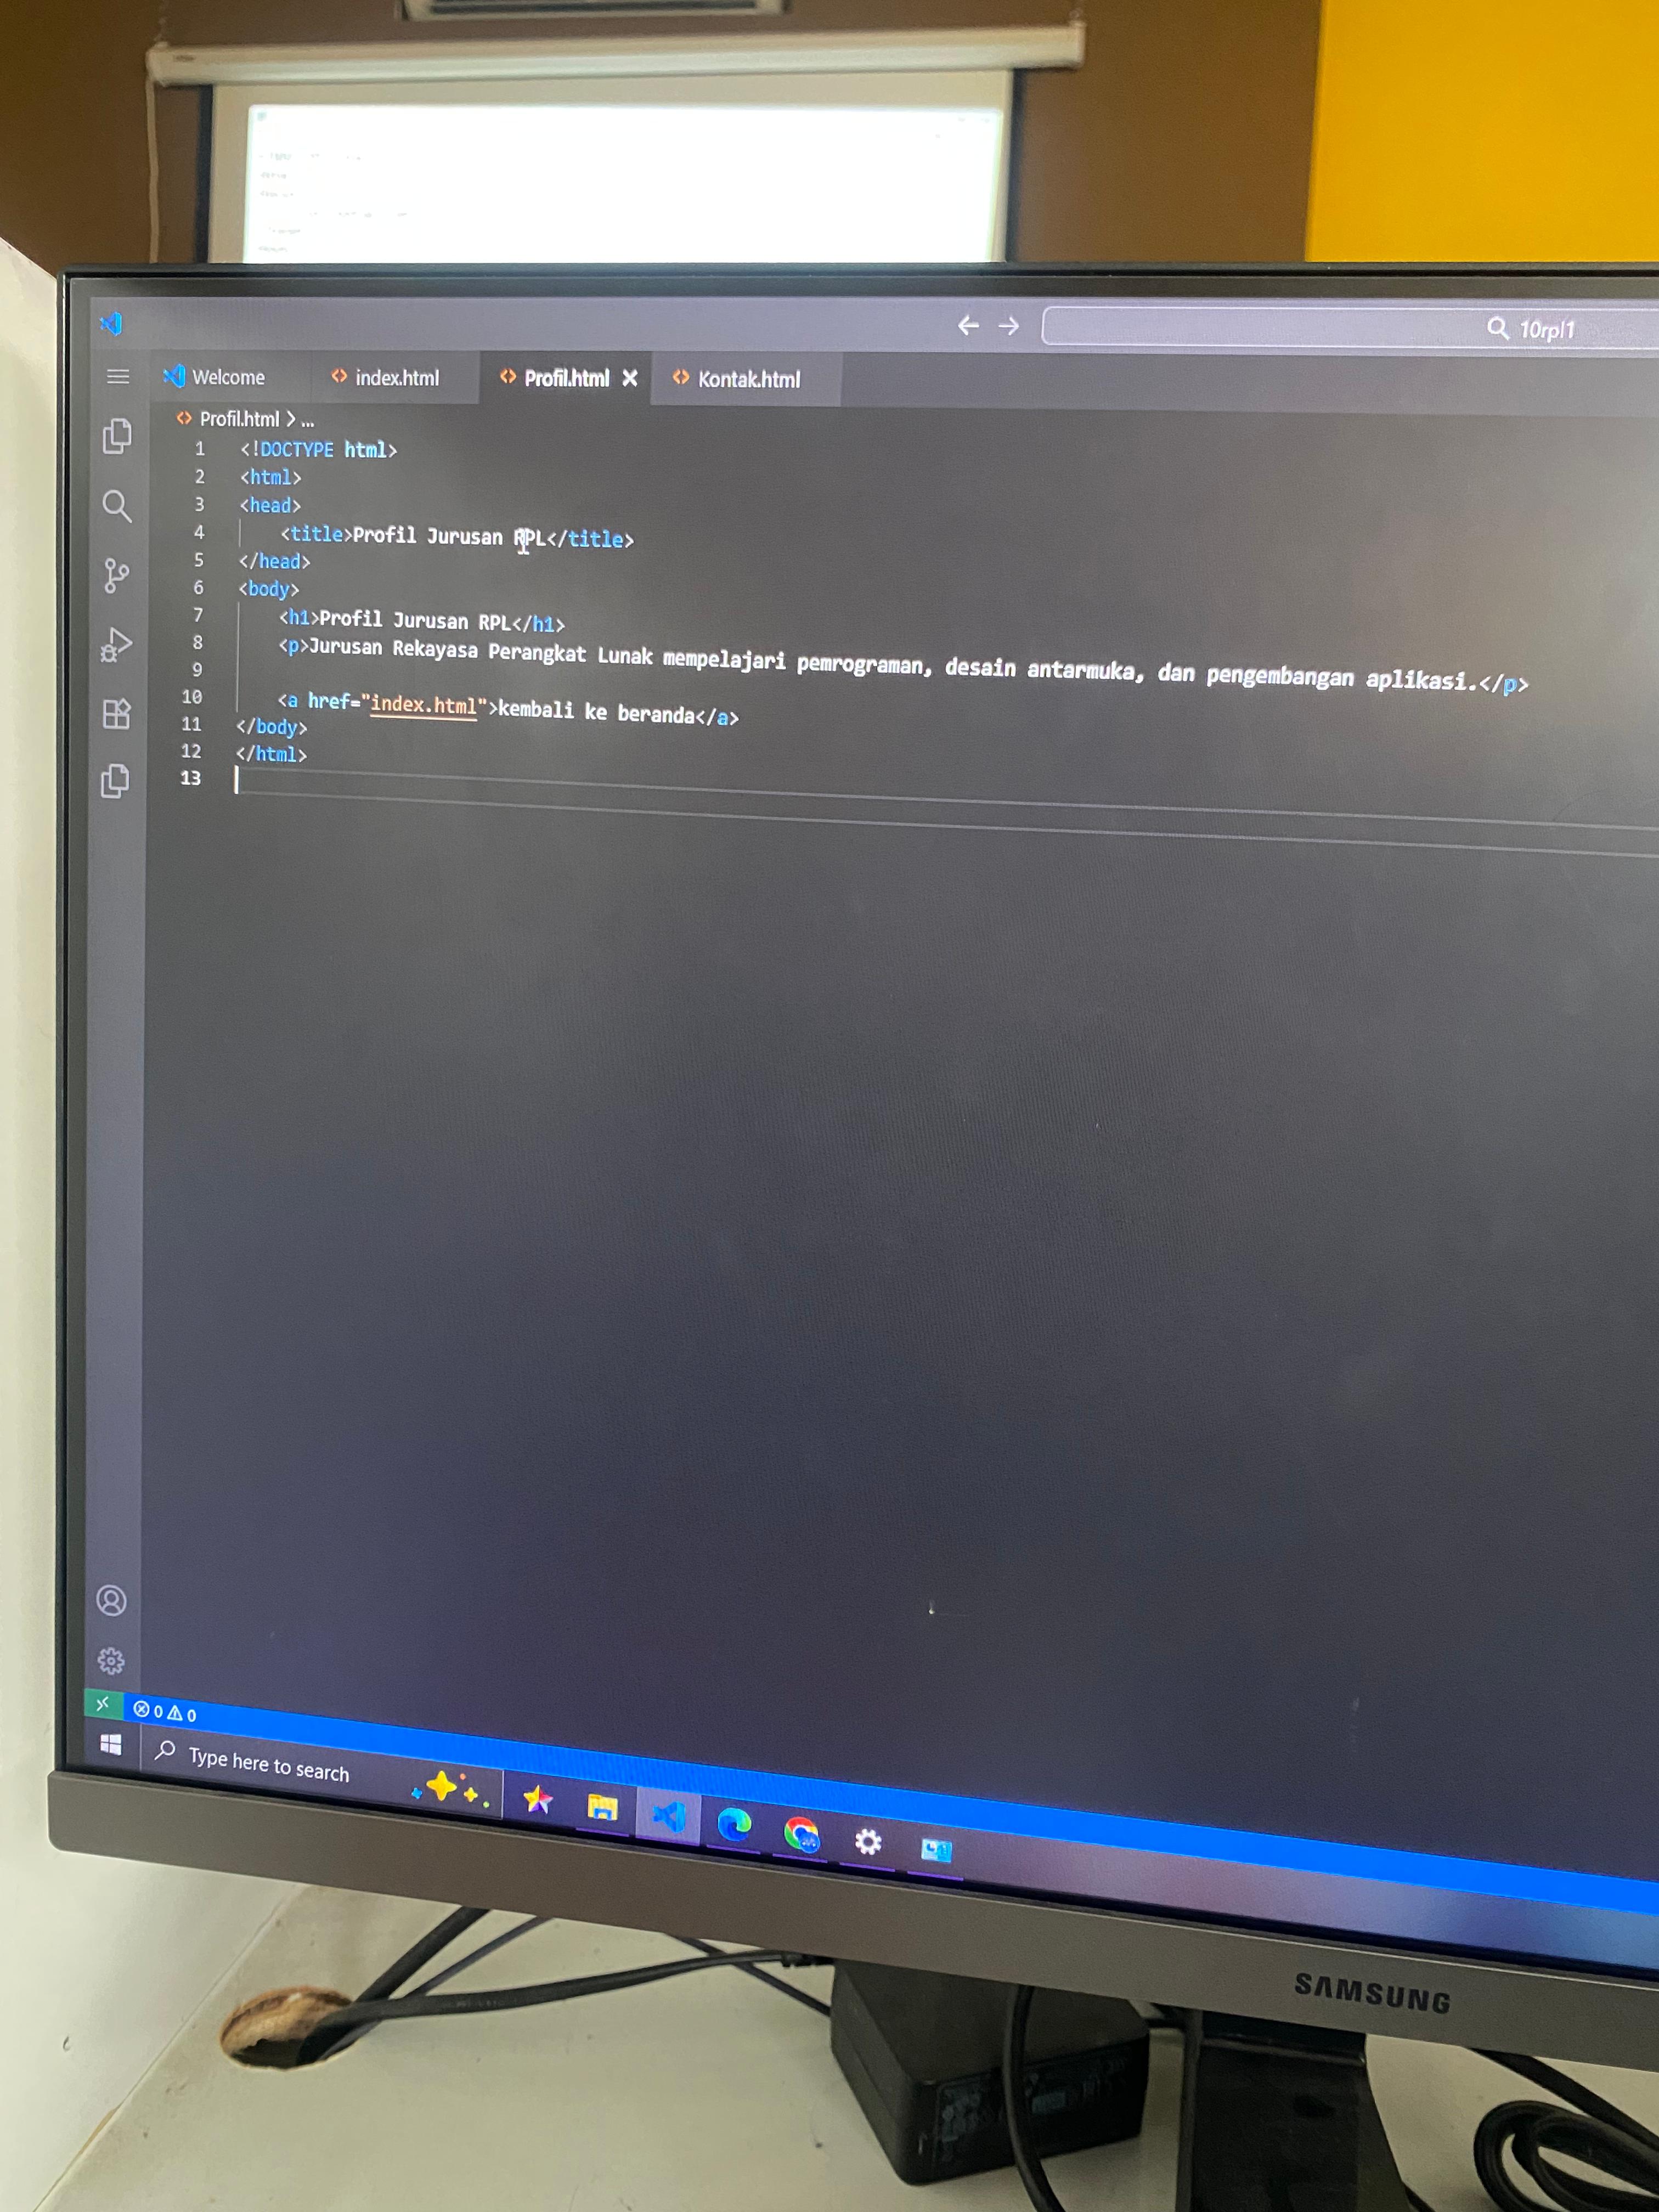 10rpl1
Welcome
index.html
Profil.html
Kontak.html
Profil.html > ...
1 <!DOCTYPE html>
2 <html>
3 <head>
4 <title>Profil Jurusan RPL</title>
5 </head>
6 <body>
7 <h1>Profil Jurusan RPL</h1>
8 <p>Jurusan Rekayasa Perangkat Lunak mempelajari pemrograman, desain antarmuka, dan pengembangan aplikasi.</p>
9
10 <a href="index.html">kembali ke beranda</a>
11 </body>
12 </html>
13
0 0
Type here to search
SAMSUNG